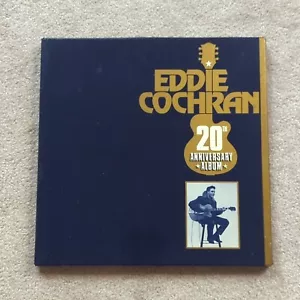 EDDIE
COCHRAN
20TH
ANNIVERSARY
ALBUM